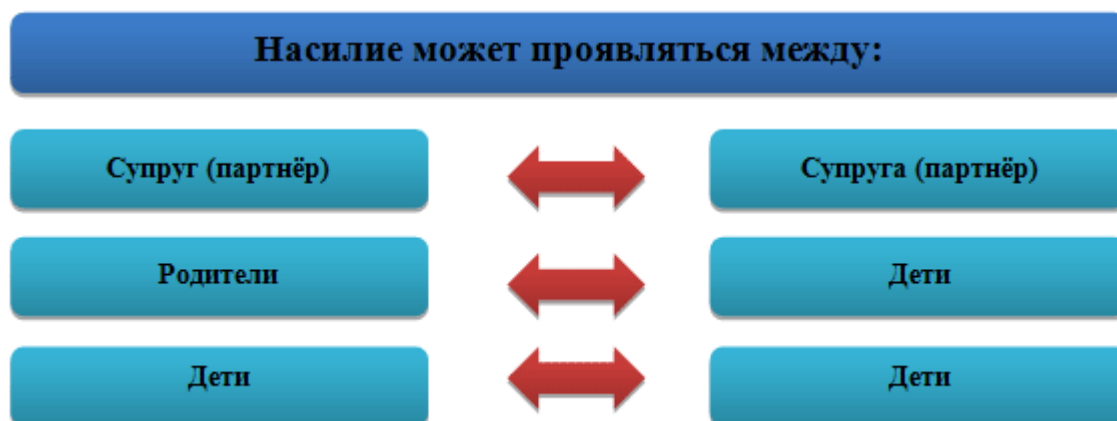 Насилие может проявляться между:
Супруг (партнёр)
Супруга (партнёр)
Родители
Дети
Дети
Дети